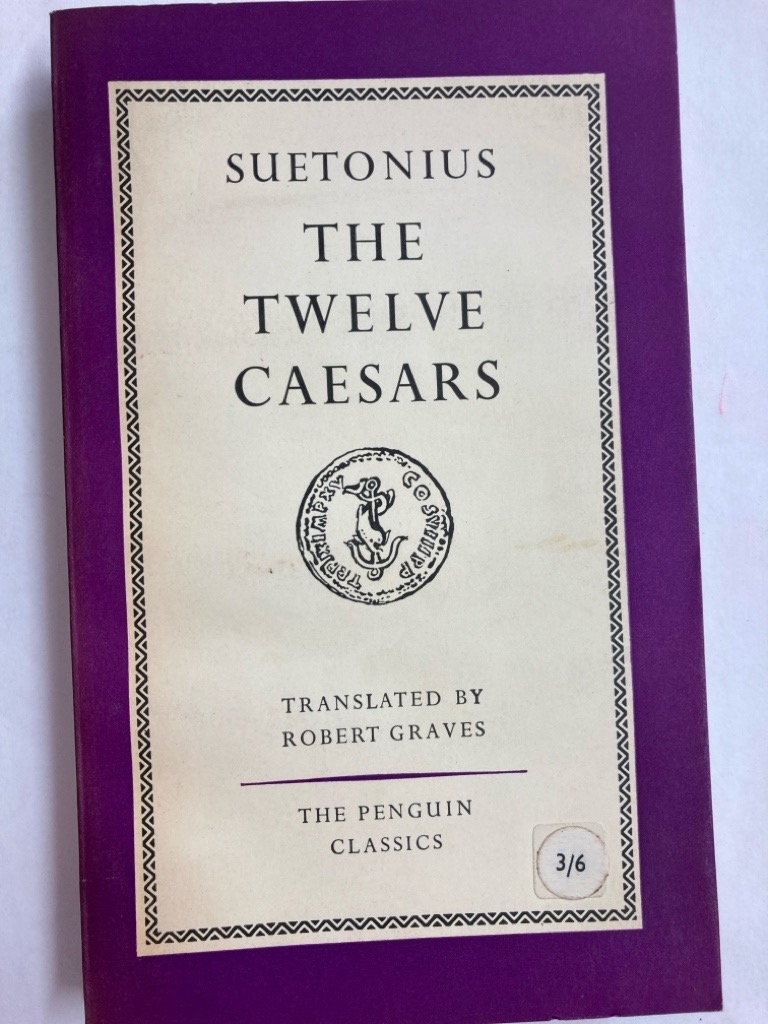 SUETONIUS
THE
TWELVE
CAESARS
TRANSLATED BY
ROBERT GRAVES
THE PENGUIN
CLASSICS
3/6